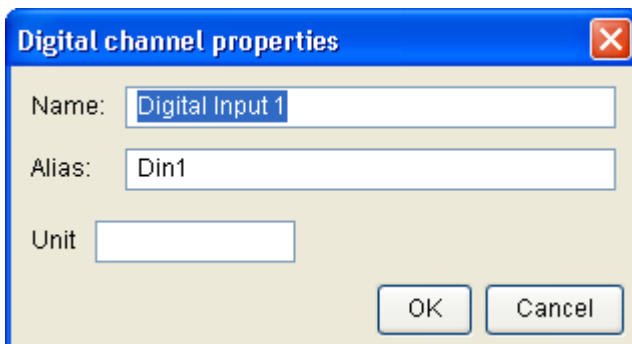 Digital channel properties
Name: Digital Input 1
Alias: Din1
Unit
OK Cancel